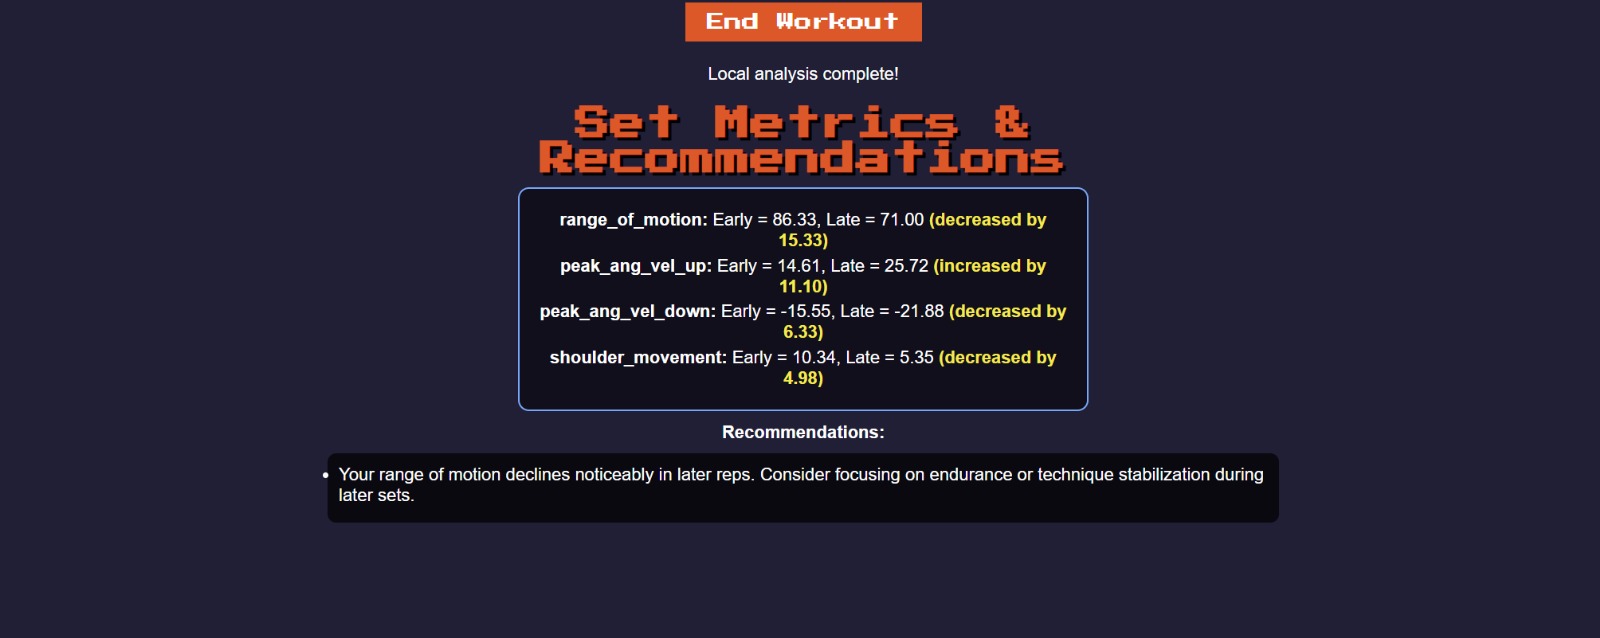 End Workout
Local analysis complete!
Set Metrics &
Recommendations
range_of_motion: Early = 86.33, Late = 71.00 (decreased by
15.33)
peak_ang_vel_up: Early = 14.61, Late = 25.72 (increased by
11.10)
peak_ang_vel_down: Early = -15.55, Late = -21.88 (decreased by
6.33)
shoulder_movement: Early = 10.34, Late = 5.35 (decreased by
4.98)
Recommendations:
• Your range of motion declines noticeably in later reps. Consider focusing on endurance or technique stabilization during
later sets.